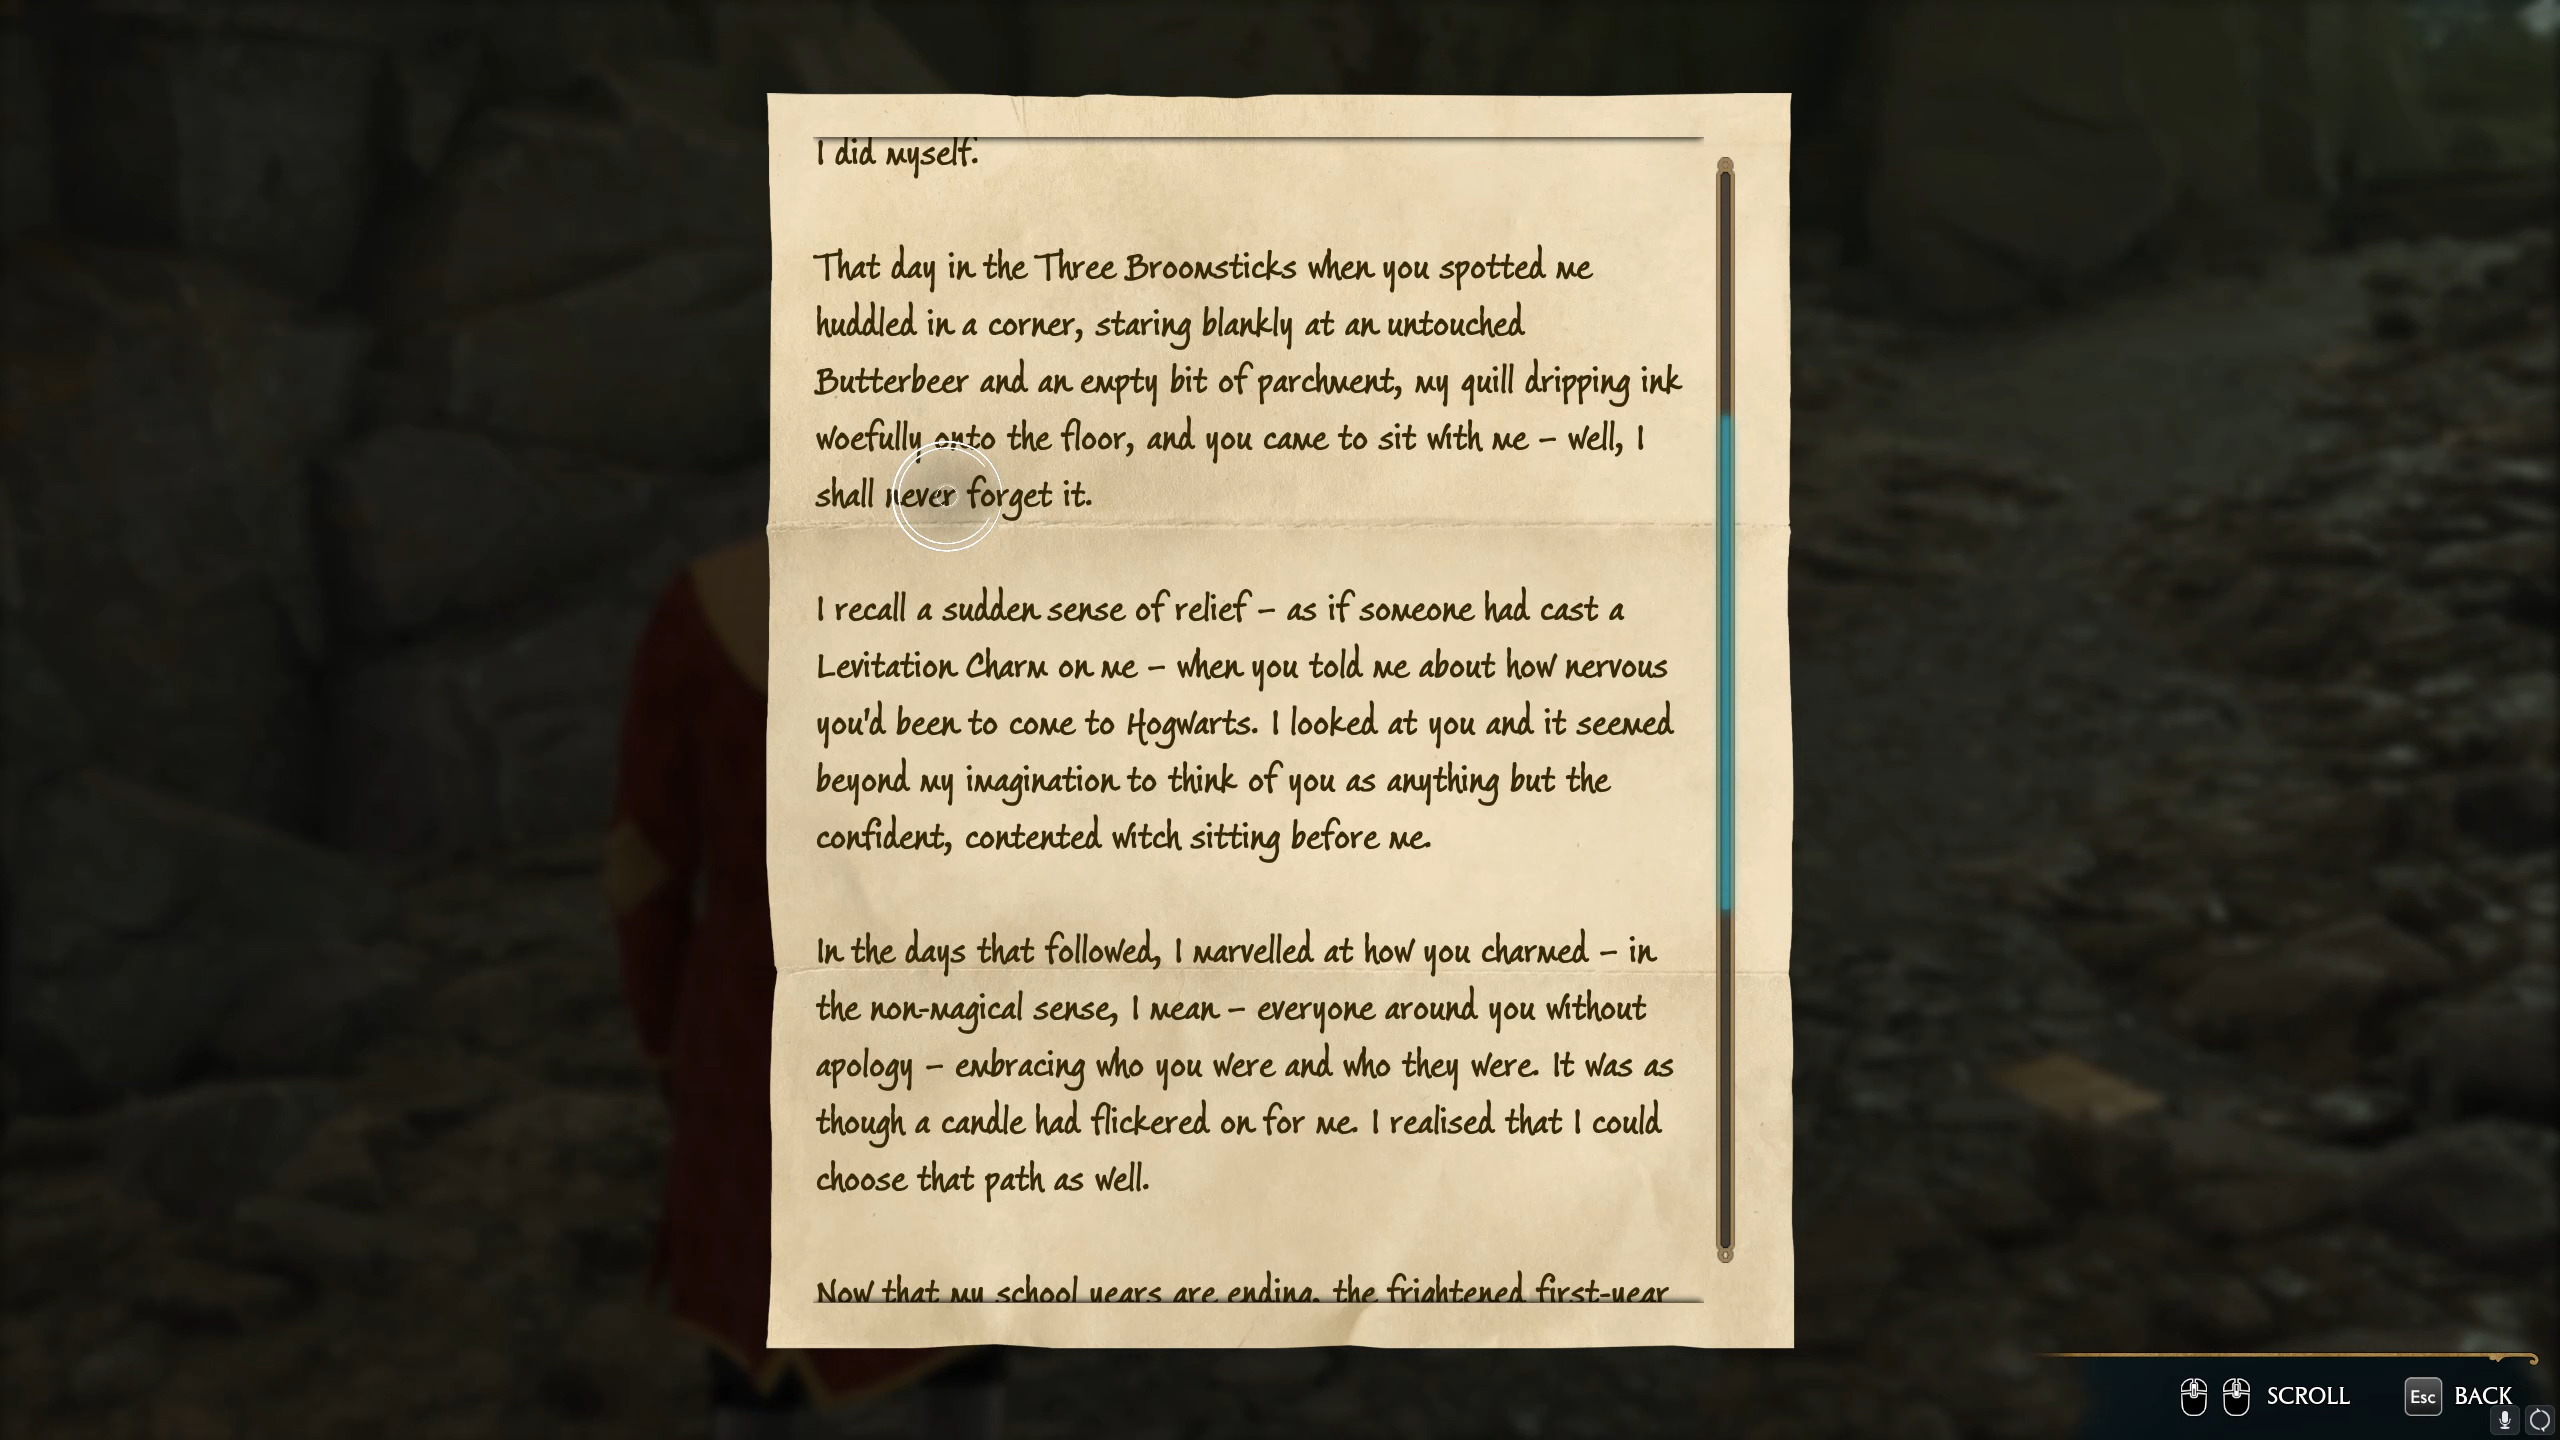 I did myself.
That day in the Three Broomsticks when you spotted me
huddled in a corner, staring blankly at an untouched
Butterbeer and an empty bit of parchment, my quill dripping ink
woefully onto the floor, and you came to sit with me – well, I
shall never forget it.
I recall a sudden sense of relief – as if someone had cast a
Levitation Charm on me – when you told me about how nervous
you'd been to come to Hogwarts. I looked at you and it seemed
beyond my imagination to think of you as anything but the
confident, contented witch sitting before me.
In the days that followed, I marvelled at how you charmed – in
the non-magical sense, I mean – everyone around you without
apology – embracing who you were and who they were. It was as
though a candle had flickered on for me. I realised that I could
choose that path as well.
Now that my school years are ending, the frightened first-year
SCROLL Esc BACK